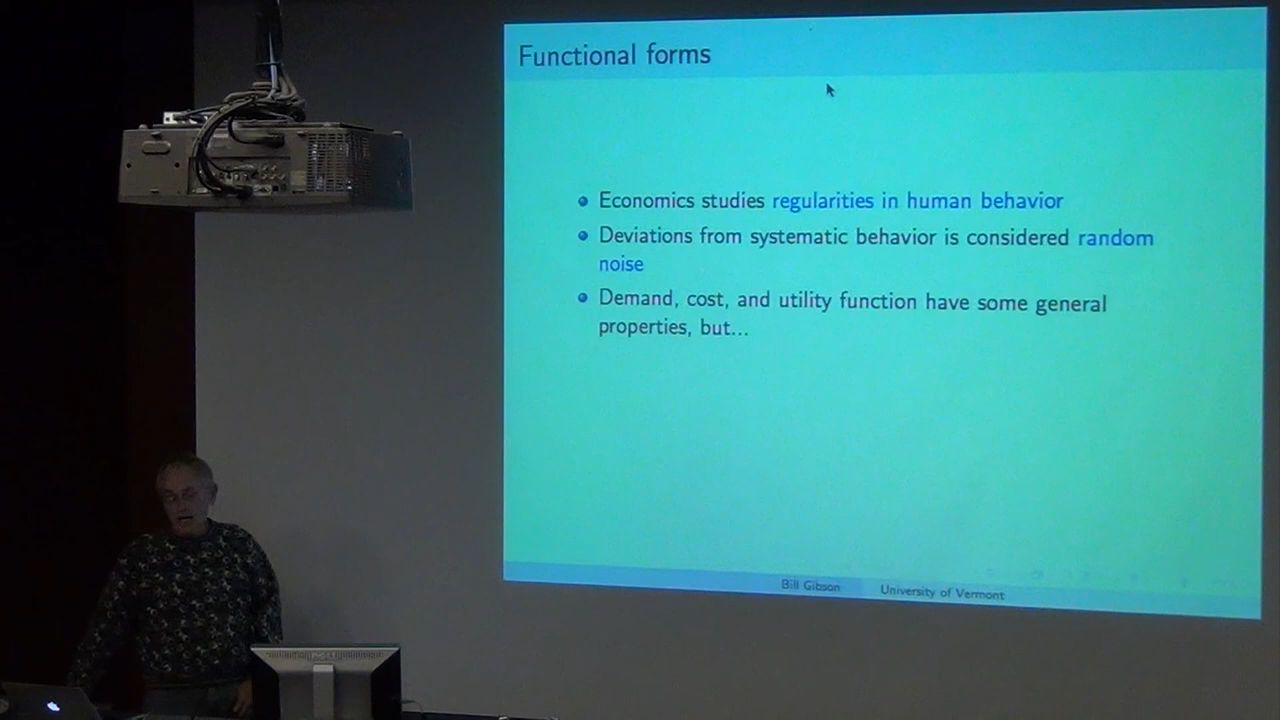 Functional forms
Economics studies regularities in human behavior
Deviations from systematic behavior is considered random
noise
Demand, cost, and utility function have some general
properties, but...
Bill Gibson University of Vermont